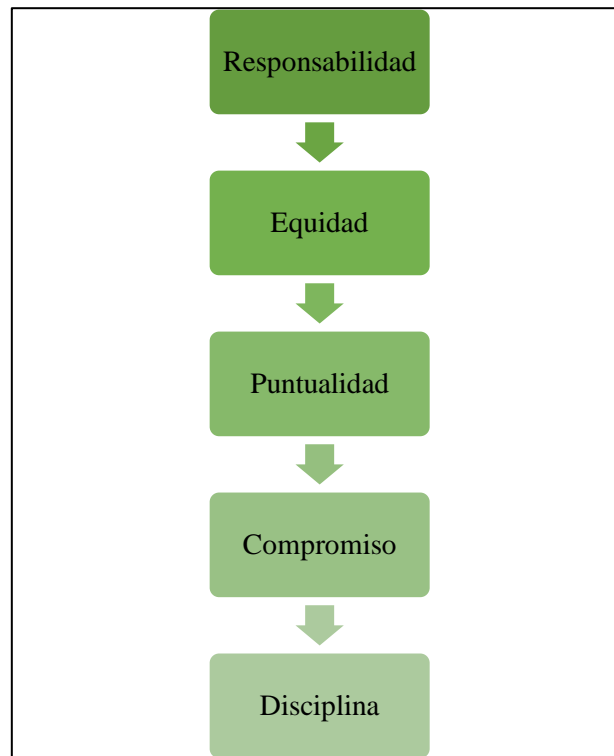 Responsabilidad
Equidad
Puntualidad
Compromiso
Disciplina